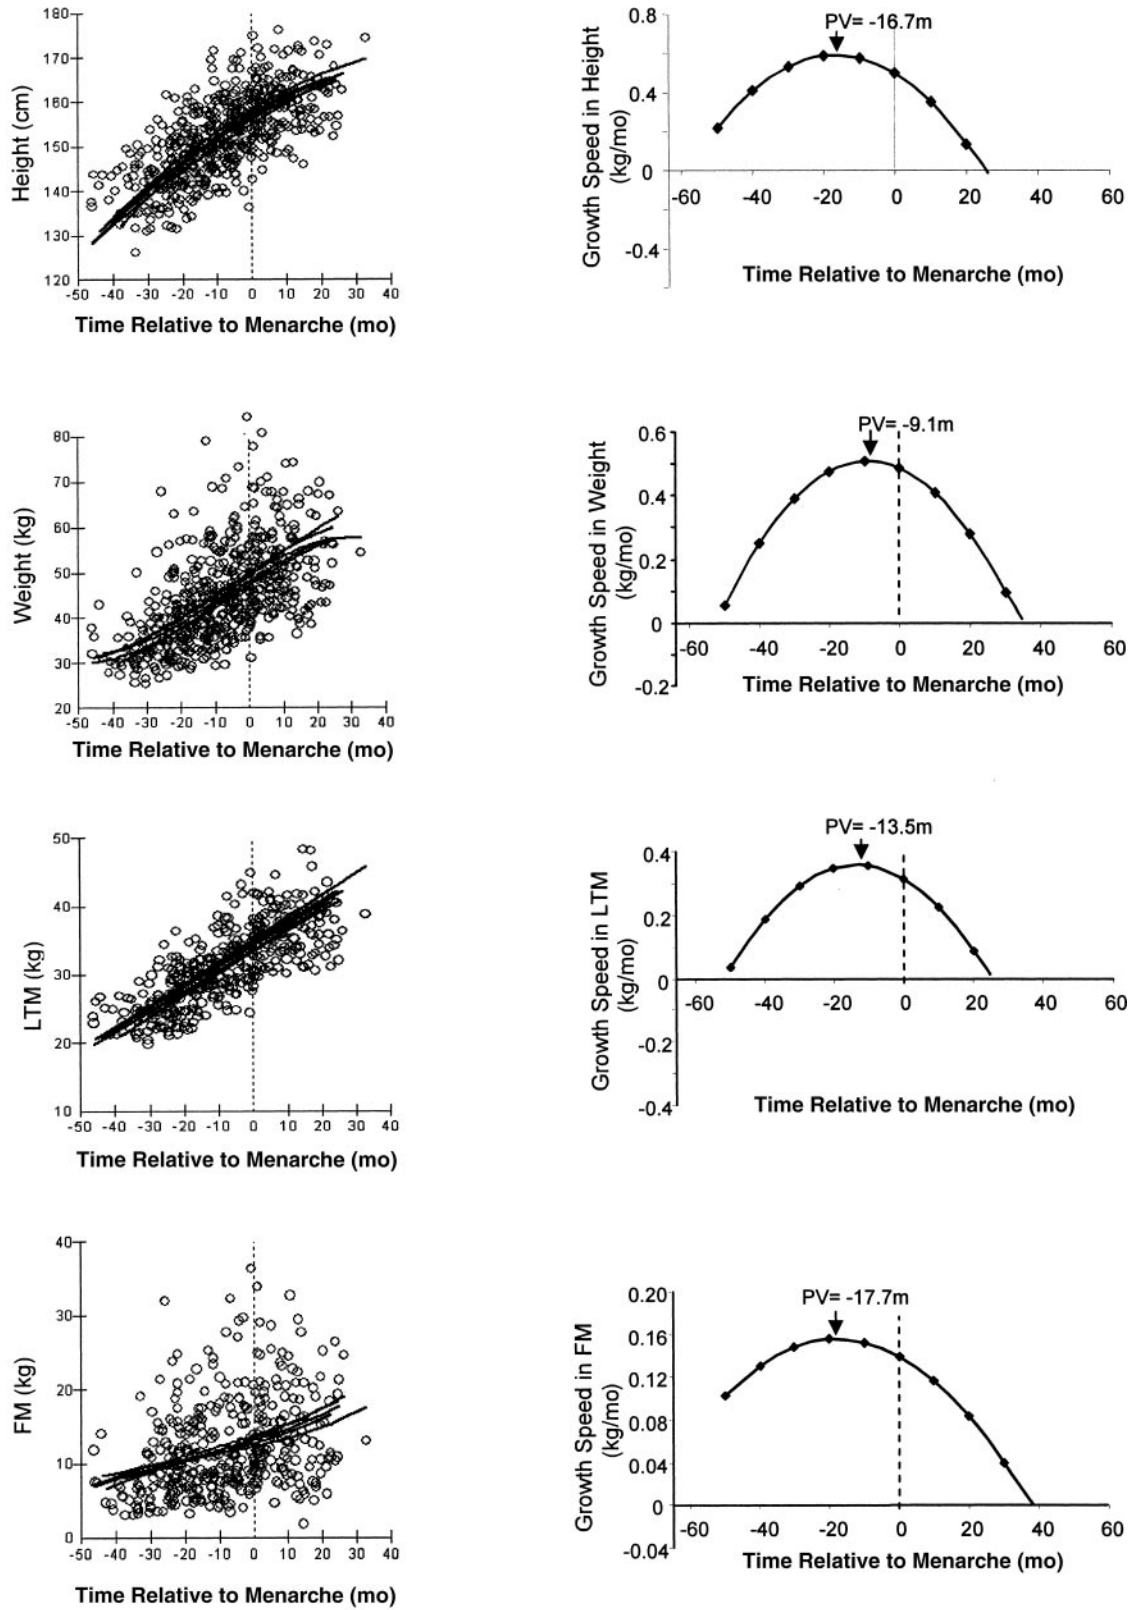 180
170
160
150
140
130
120
Height (cm)
-50 -40 -30 -20 -10 0 10 20 30 40
Time Relative to Menarche (mo)
PV= -16.7m
0.8
0.4
0
-0.4
Growth Speed in Height
(kg/mo)
-60 -40 -20 0 20 40 60
Time Relative to Menarche (mo)
80
70
60
50
40
30
20
Weight (kg)
-50 -40 -30 -20 -10 0 10 20 30 40
Time Relative to Menarche (mo)
PV= -9.1m
0.6
0.4
0.2
0
-0.2
Growth Speed in Weight
(kg/mo)
-60 -40 -20 0 20 40 60
Time Relative to Menarche (mo)
50
40
30
20
10
LTM (kg)
-50 -40 -30 -20 -10 0 10 20 30 40
Time Relative to Menarche (mo)
PV= -13.5m
0.4
0.2
0
-0.2
-0.4
Growth Speed in LTM
(kg/mo)
-60 -40 -20 0 20 40 60
Time Relative to Menarche (mo)
40
30
20
10
0
FM (kg)
-50 -40 -30 -20 -10 0 10 20 30 40
Time Relative to Menarche (mo)
PV= -17.7m
0.20
0.16
0.12
0.08
0.04
0
-0.04
Growth Speed in FM
(kg/mo)
-60 -40 -20 0 20 40 60
Time Relative to Menarche (mo)